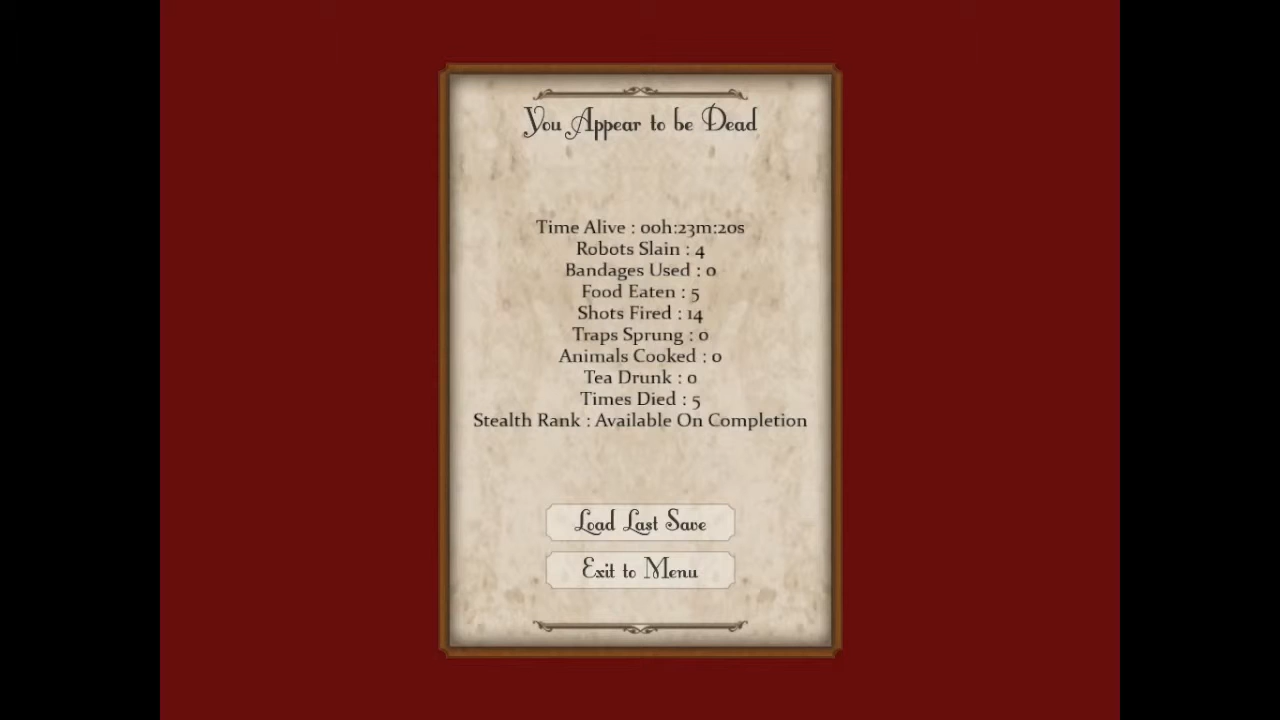 You Appear to be Dead
Time Alive : 00h:23m:20s
Robots Slain : 4
Bandages Used : 0
Food Eaten : 5
Shots Fired : 14
Traps Sprung : 0
Animals Cooked : 0
Tea Drunk : 0
Times Died : 5
Stealth Rank : Available On Completion
Load Last Save
Exit to Menu